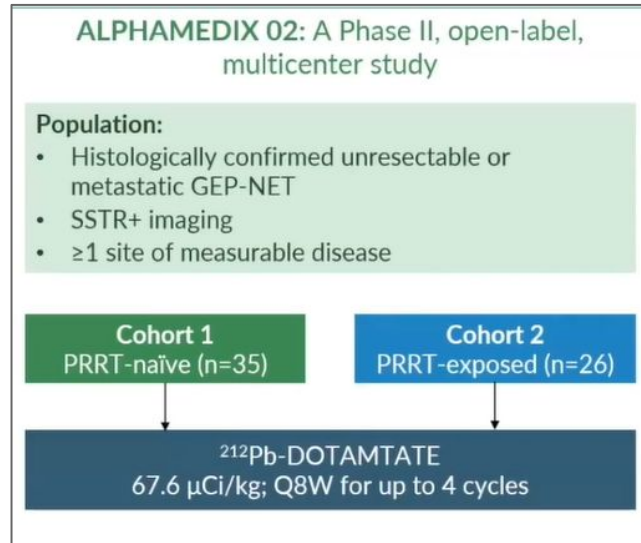 ALPHAMEDIX 02: A Phase II, open-label,
multicenter study
Population:
• Histologically confirmed unresectable or
metastatic GEP-NET
• SSTR+ imaging
• ≥1 site of measurable disease
Cohort 1
PRRT-naïve (n=35)
Cohort 2
PRRT-exposed (n=26)
²¹²Pb-DOTAMTATE
67.6 μCi/kg; Q8W for up to 4 cycles